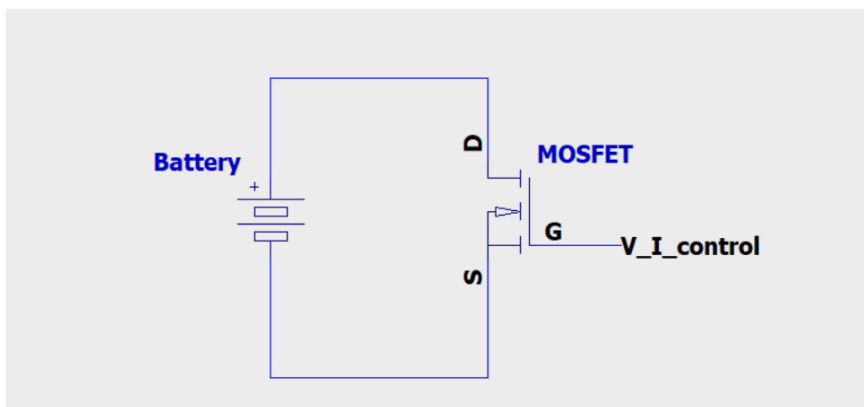 D
MOSFET
Battery
+
G
V_I_control
S